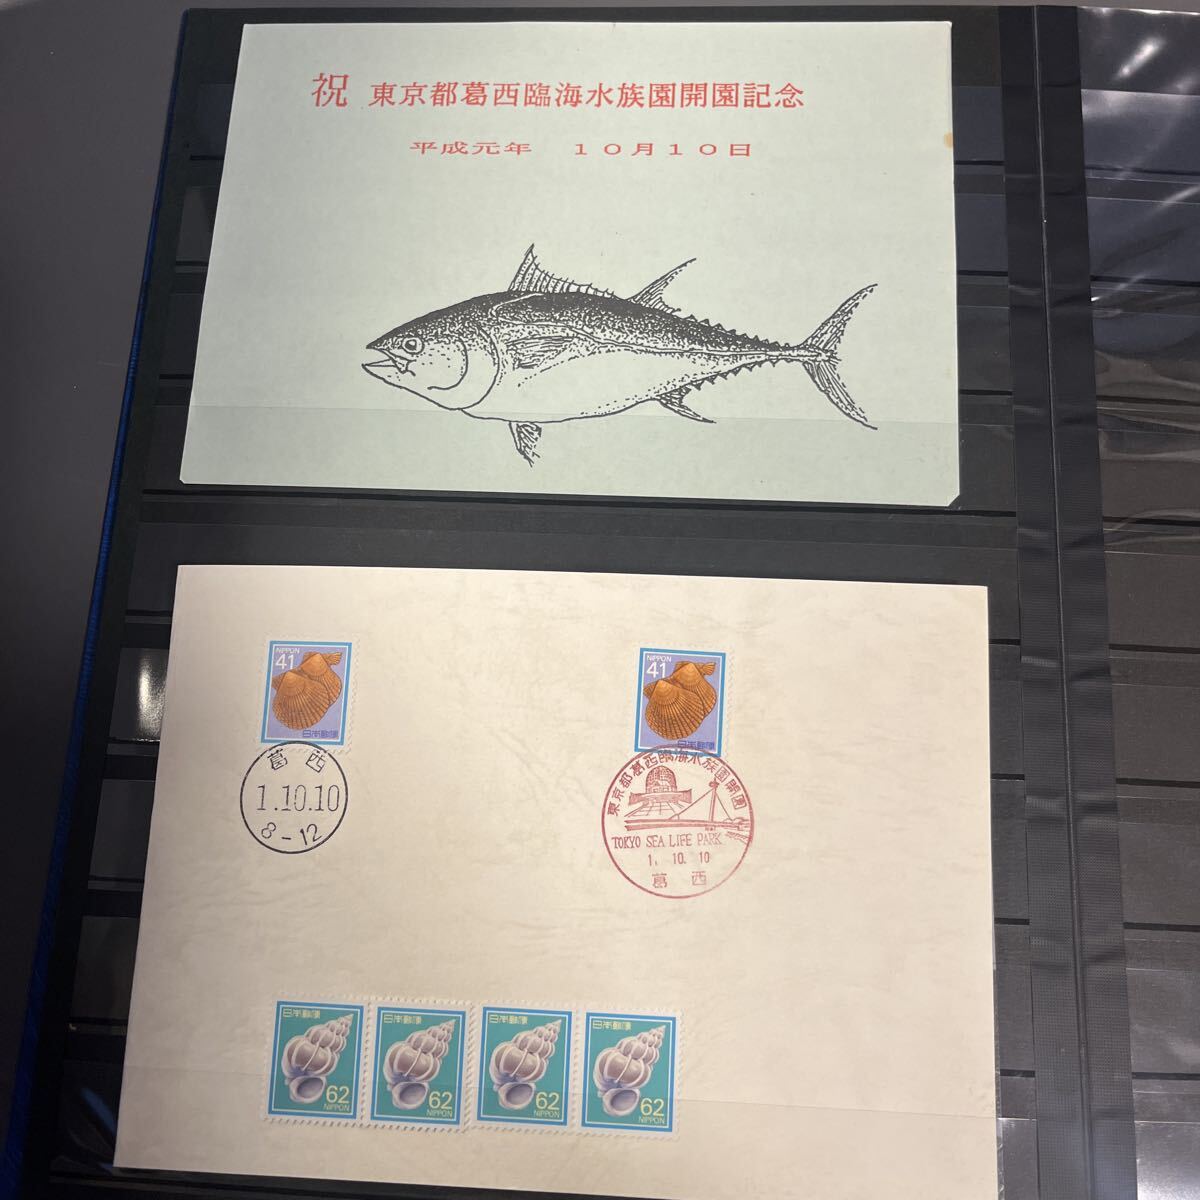 祝 東京都葛西臨海水族園開園記念
平成元年 10月10日
NIPPON
41
日本郵便
NIPPON
41
日本郵便
葛西
1.10.10
8-12
東京都葛西臨海水族園開園
TOKYO SEA LIFE PARK
1. 10. 10
葛西
日本郵便
62
NIPPON
日本郵便
62
NIPPON
日本郵便
62
NIPPON
日本郵便
62
NIPPON